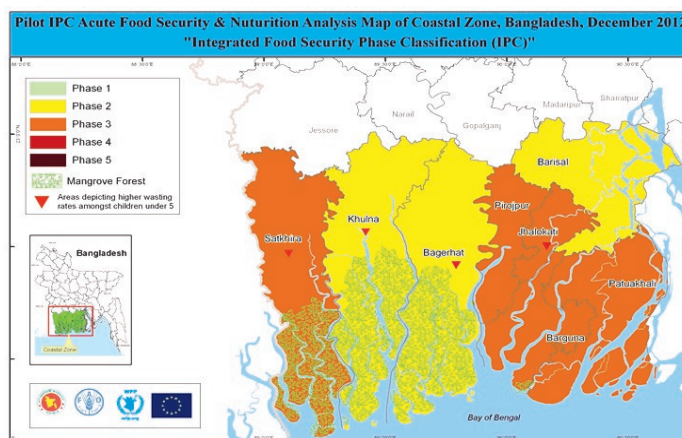 Pilot IPC Acute Food Security & Nuturition Analysis Map of Coastal Zone, Bangladesh, December 2012
"Integrated Food Security Phase Classification (IPC)"
Phase 1
Phase 2
Phase 3
Phase 4
Phase 5
Mangrove Forest
Areas depicting higher wasting
rates amongst children under 5
Jessore
Narail
Gopalganj
Madaripur
Shariatpur
Barisal
Pirojpur
Khulna
Jhalokati
Satkhira
Bagerhat
Patuakhali
Barguna
Bangladesh
Coastal Zone
WFP
wfp.org
Bay of Bengal